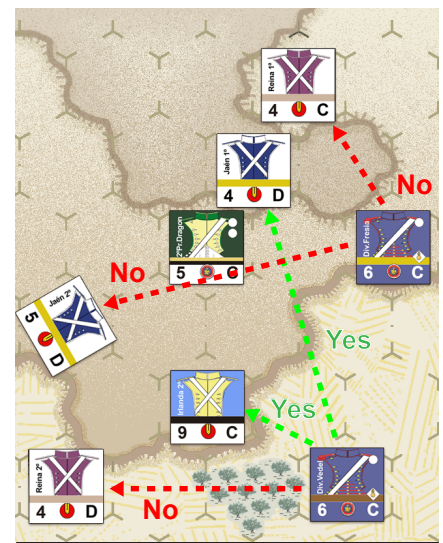 Reina 1º
4 C
No
Jaén 1º
4 D
2ºPr.Dragon
5 C
Div.Fresia
6 C
No
Jaén 2º
5 D
Yes
Irlanda 2º
9 C
Yes
Reina 2º
4 D
No
Div.Vedel
6 C